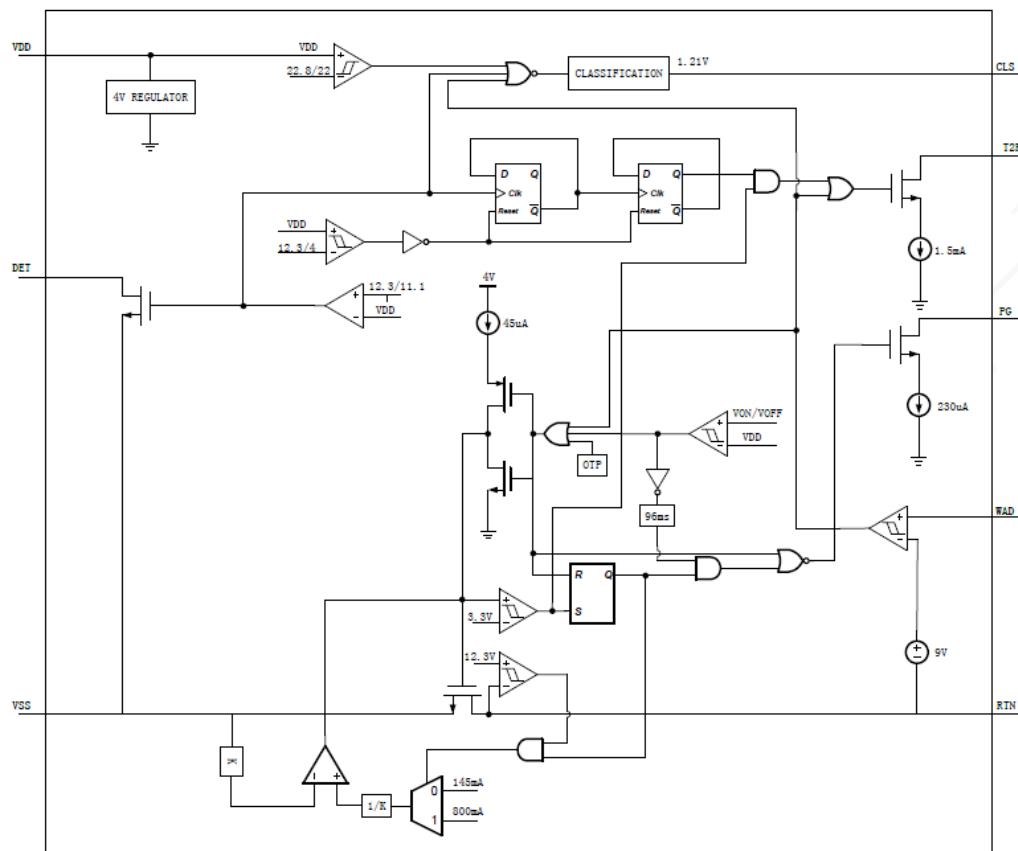 VDD
VDD
22.8/22
4V REGULATOR
CLASSIFICATION
1.21V
CLS
D Q
Clk
Reset Q
D Q
Clk
Reset Q
VDD
12.3/4
1.5mA
DET
12.3/11.1
VDD
4V
45uA
PG
230uA
VON/VOFF
VDD
OTP
96ms
WAD
R Q
S
3.3V
12.3V
9V
VSS
RTN
1/K
0
1
145mA
800mA